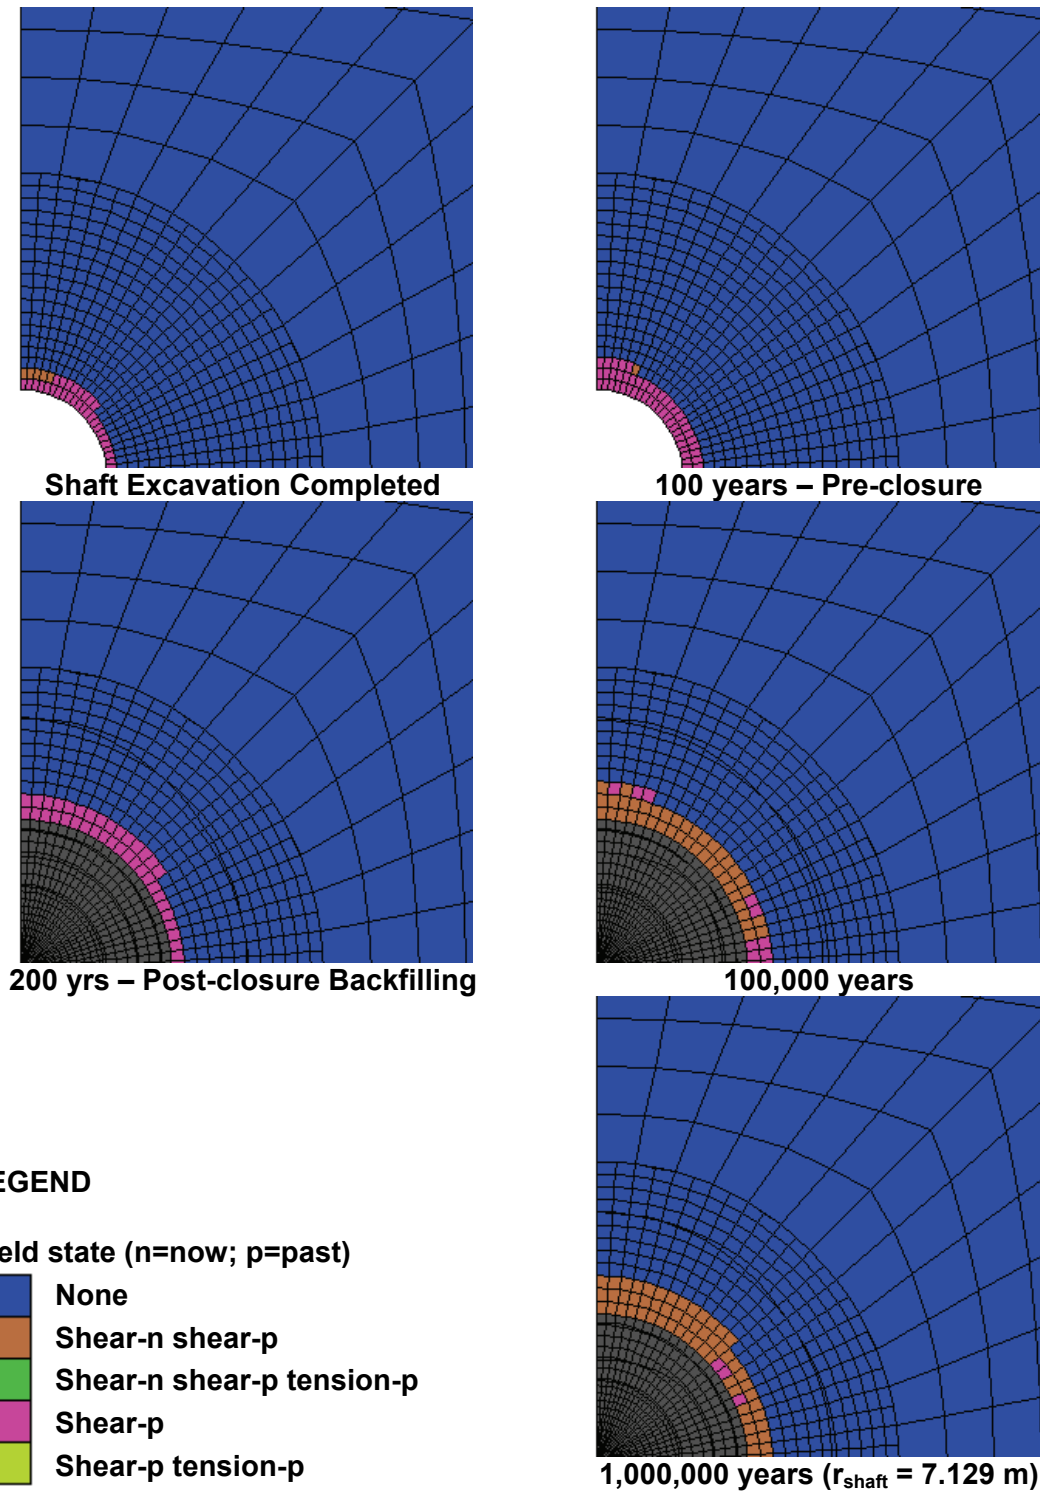 Shaft Excavation Completed
100 years – Pre-closure
200 yrs – Post-closure Backfilling
100,000 years
EGEND
eld state (n=now; p=past)
None
Shear-n shear-p
Shear-n shear-p tension-p
Shear-p
Shear-p tension-p
1,000,000 years (rshaft = 7.129 m)